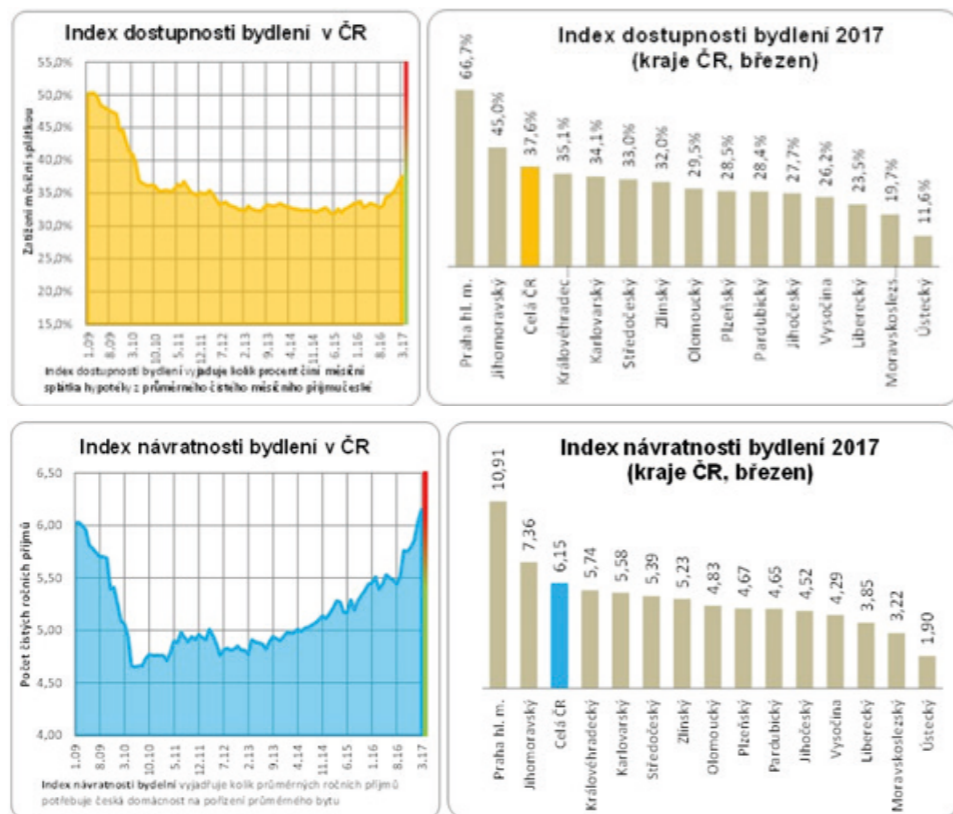 Index dostupnosti bydlení v ČR
55,0%
50,0%
45,0%
40,0%
35,0%
30,0%
25,0%
20,0%
15,0%
Zatížení měsíční splátkou
1.09
8.09
3.10
10.10
5.11
12.11
7.12
2.13
9.13
4.14
11.14
6.15
1.16
8.16
3.17
Index dostupnosti bydlení vyjadřuje kolik procent činí měsíční
splátka hypotéky z průměrného čistého měsíčního příjmu české
Index dostupnosti bydlení 2017
(kraje ČR, březen)
66,7%
45,0%
37,6%
35,1%
34,1%
33,0%
32,0%
29,5%
28,5%
28,4%
27,7%
26,2%
23,5%
19,7%
11,6%
Praha hl. m.
Jihomoravský
Celá ČR
Královéhradec...
Karlovarský
Středočeský
Zlínský
Olomoucký
Plzeňský
Pardubický
Jihočeský
Vysočina
Liberecký
Moravskoslezs...
Ústecký
Index návratnosti bydlení v ČR
6,50
6,00
5,50
5,00
4,50
4,00
Počet čistých ročních příjmů
1.09
8.09
3.10
10.10
5.11
12.11
7.12
2.13
9.13
4.14
11.14
6.15
1.16
8.16
3.17
Index návratnosti bydelní vyjadřuje kolik průměrných ročních příjmů
potřebuje česká domácnost na pořízení průměrného bytu
Index návratnosti bydlení 2017
(kraje ČR, březen)
10,91
7,36
6,15
5,74
5,58
5,39
5,23
4,83
4,67
4,65
4,52
4,29
3,85
3,22
1,90
Praha hl. m.
Jihomoravský
Celá ČR
Královéhradecký
Karlovarský
Středočeský
Zlínský
Olomoucký
Plzeňský
Pardubický
Jihočeský
Vysočina
Liberecký
Moravskoslezský
Ústecký